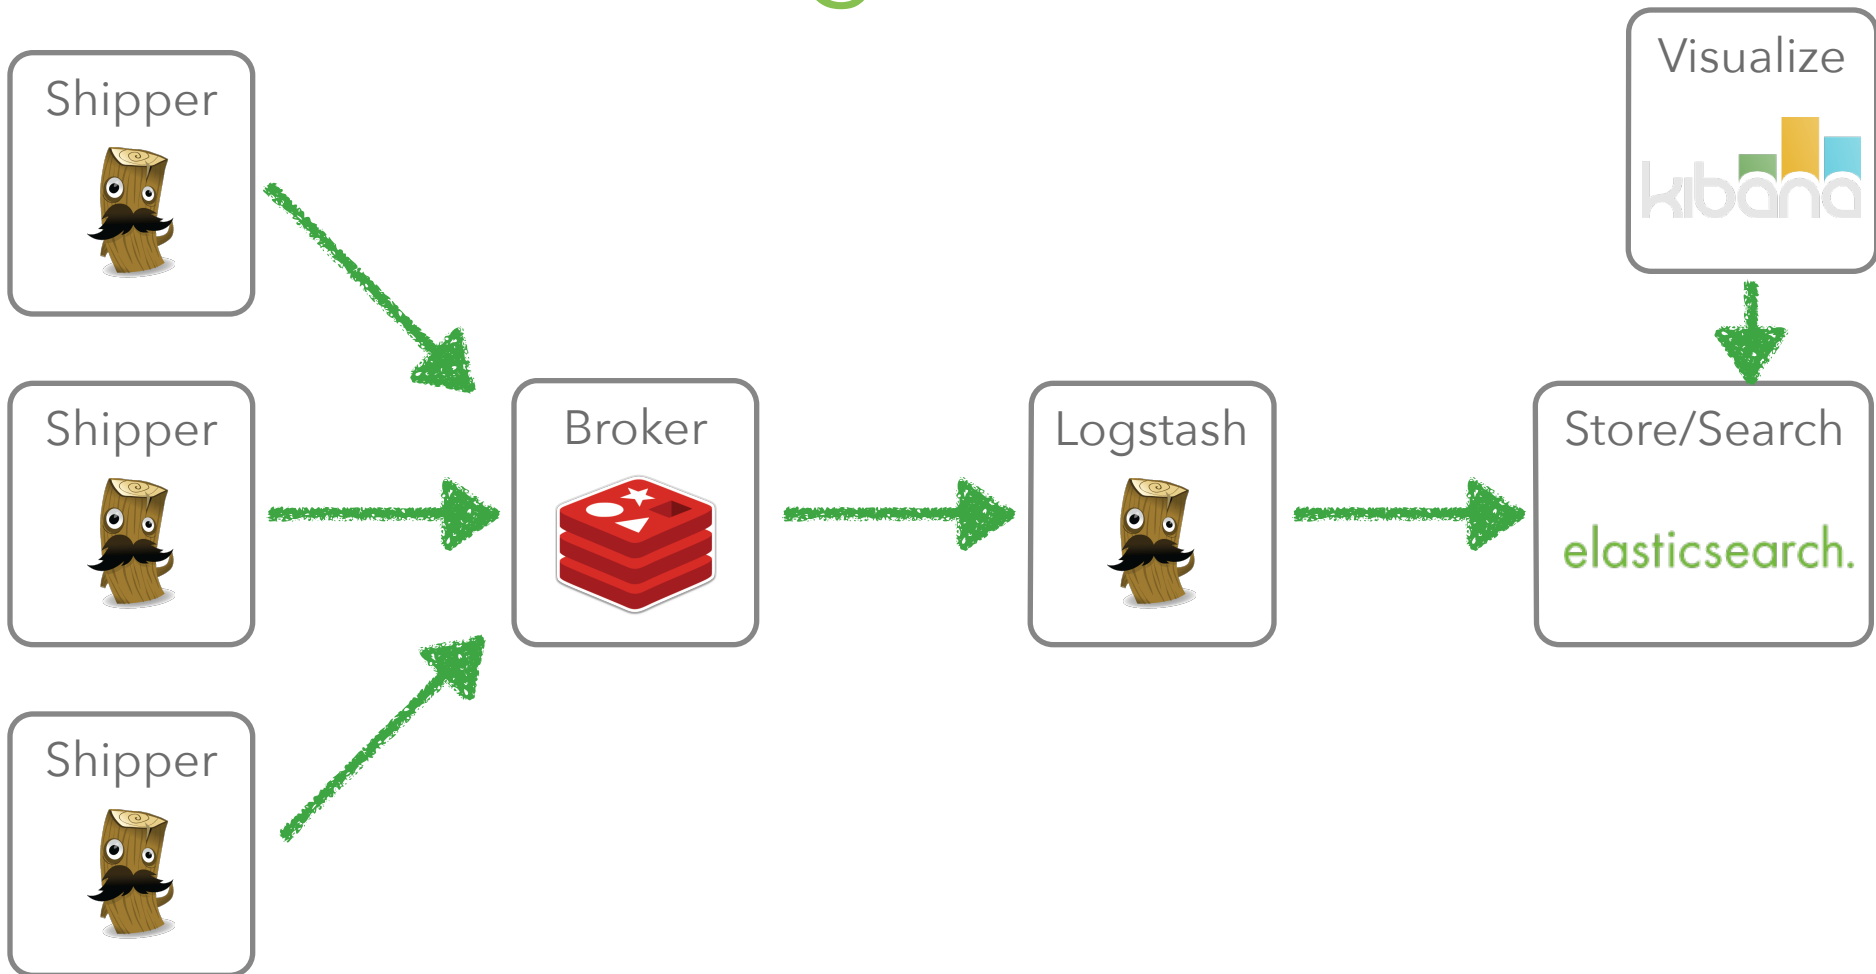 Shipper
Visualize
kibana
Shipper
Broker
Logstash
Store/Search
elasticsearch.
Shipper